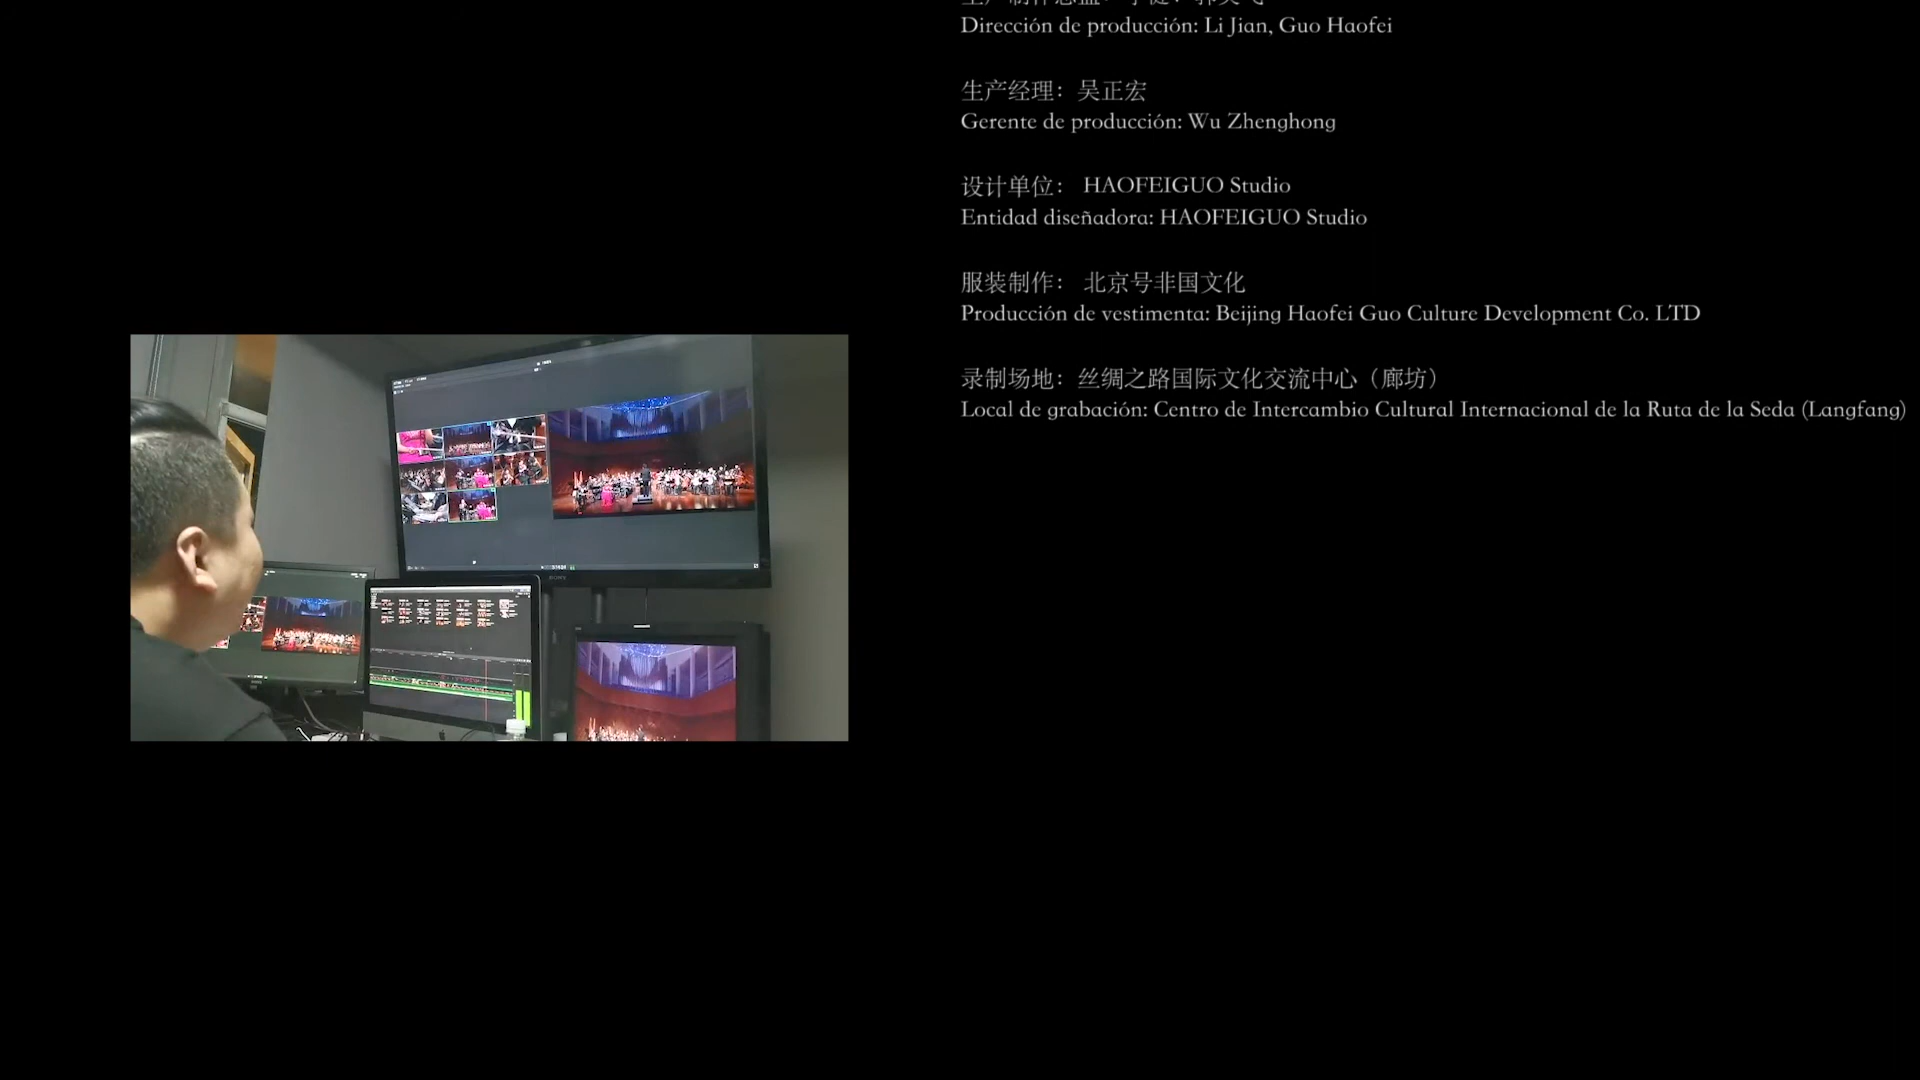 Dirección de producción: Li Jian, Guo Haofei
生产经理：吴正宏
Gerente de producción: Wu Zhenghong
设计单位： HAOFEIGUO Studio
Entidad diseñadora: HAOFEIGUO Studio
服装制作： 北京号非国文化
Producción de vestimenta: Beijing Haofei Guo Culture Development Co. LTD
录制场地：丝绸之路国际文化交流中心（廊坊）
Local de grabación: Centro de Intercambio Cultural Internacional de la Ruta de la Seda (Langfang)
SONY